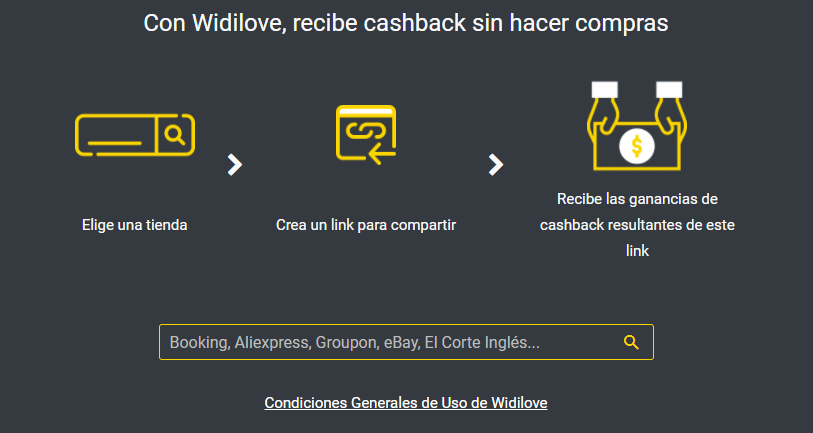 Con Widilove, recibe cashback sin hacer compras
$
Elige una tienda
Crea un link para compartir
Recibe las ganancias de
cashback resultantes de este
link
Booking, Aliexpress, Groupon, eBay, El Corte Inglés...
Condiciones Generales de Uso de Widilove